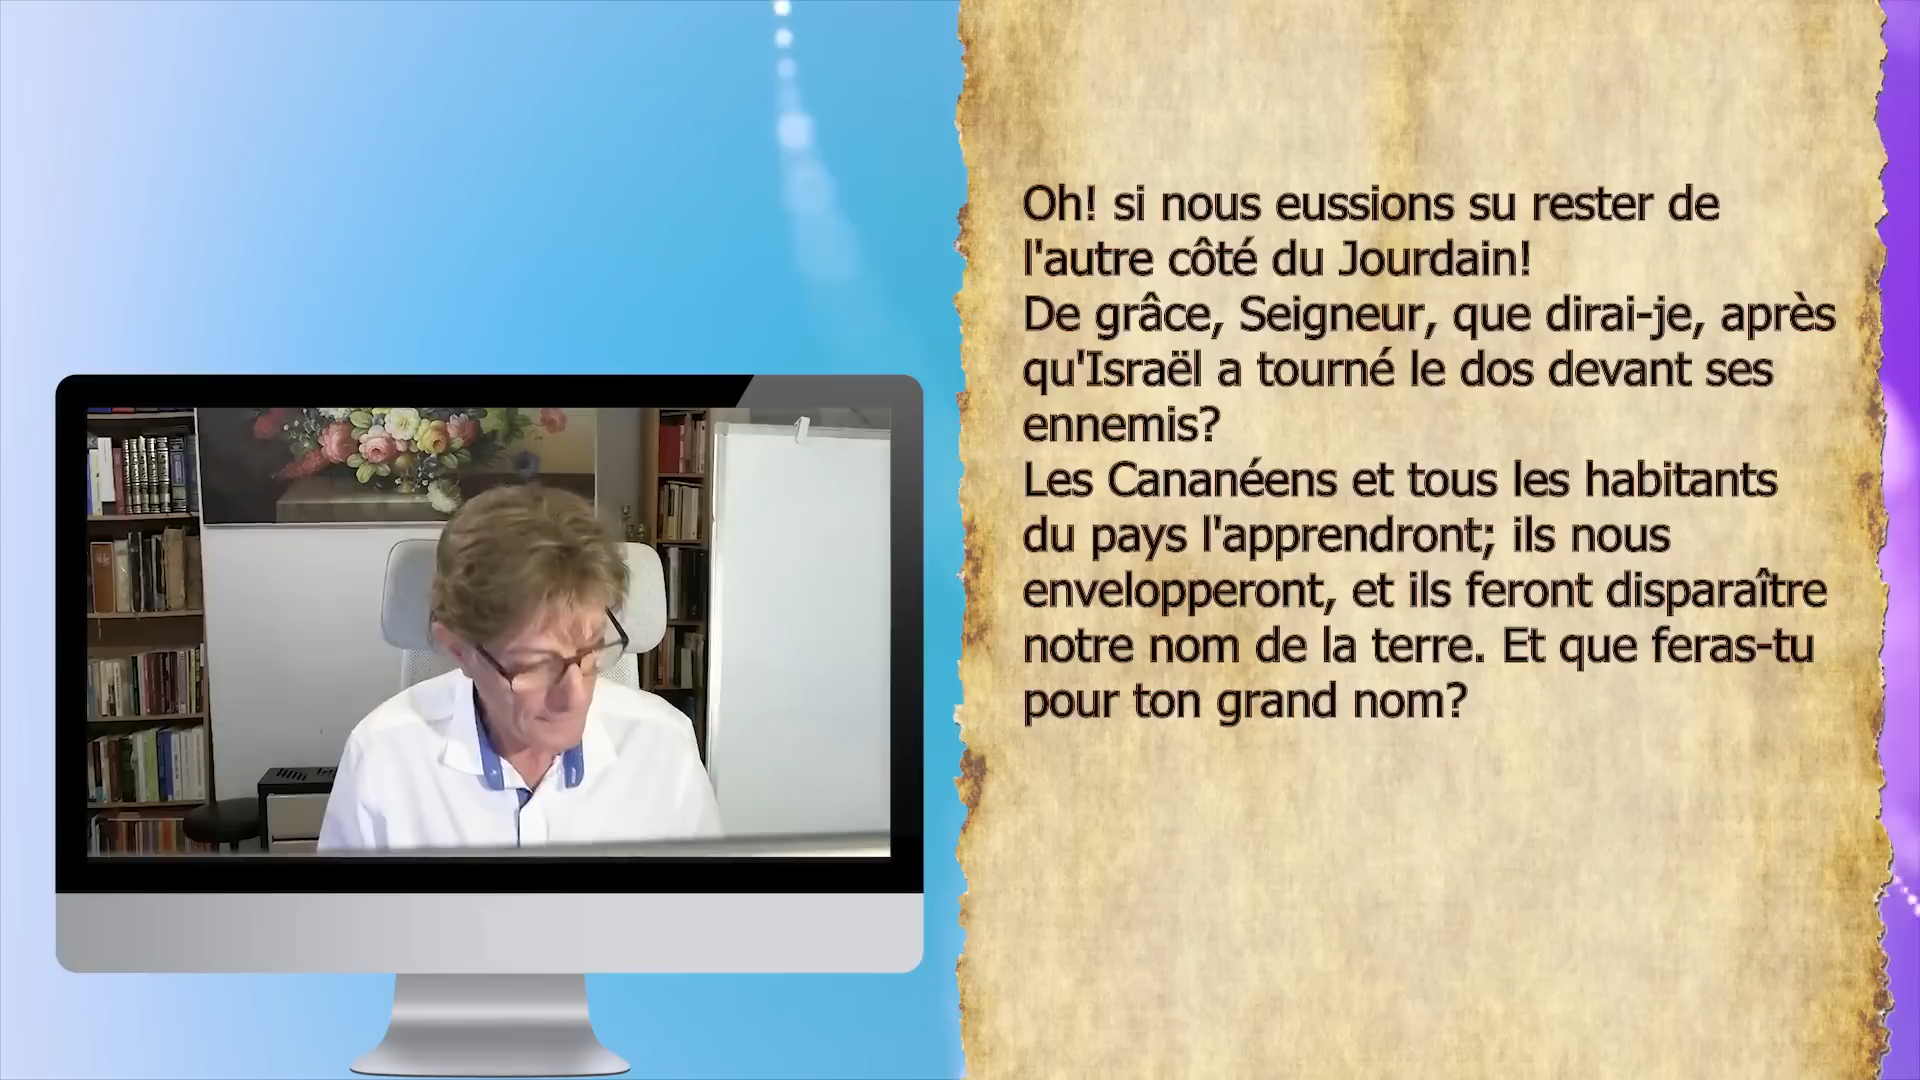 Oh! si nous eussions su rester de
l'autre côté du Jourdain!
De grâce, Seigneur, que dirai-je, après
qu'Israël a tourné le dos devant ses
ennemis?
Les Cananéens et tous les habitants
du pays l'apprendront; ils nous
envelopperont, et ils feront disparaître
notre nom de la terre. Et que feras-tu
pour ton grand nom?